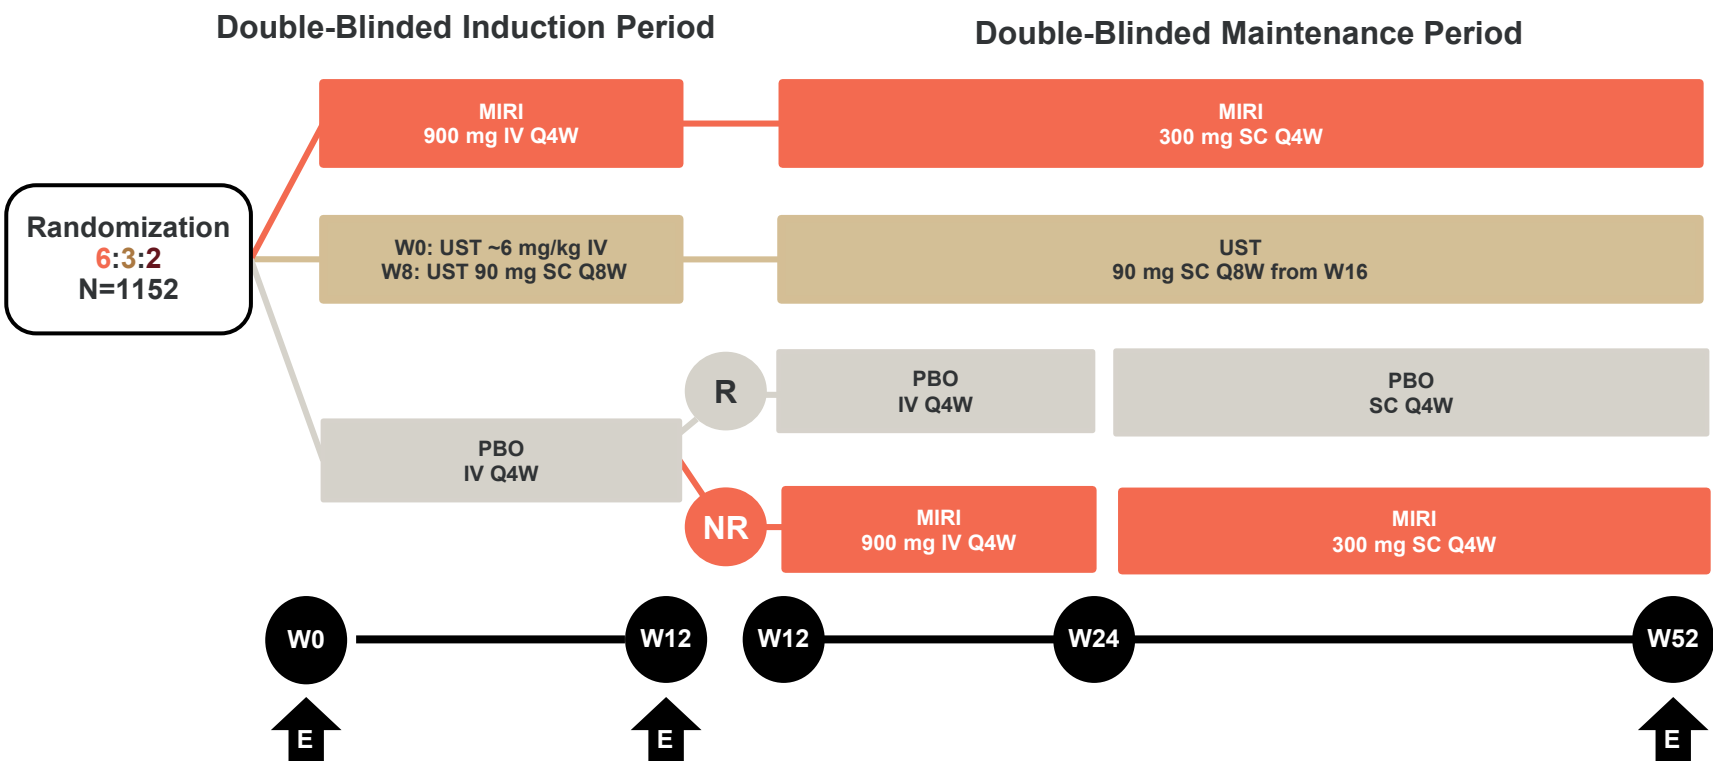 Double-Blinded Induction Period
Double-Blinded Maintenance Period
Randomization
6:3:2
N=1152
MIRI
900 mg IV Q4W
MIRI
300 mg SC Q4W
W0: UST ~6 mg/kg IV
W8: UST 90 mg SC Q8W
UST
90 mg SC Q8W from W16
PBO
IV Q4W
R
PBO
IV Q4W
PBO
SC Q4W
NR
MIRI
900 mg IV Q4W
MIRI
300 mg SC Q4W
W0
W12
W12
W24
W52
E
E
E